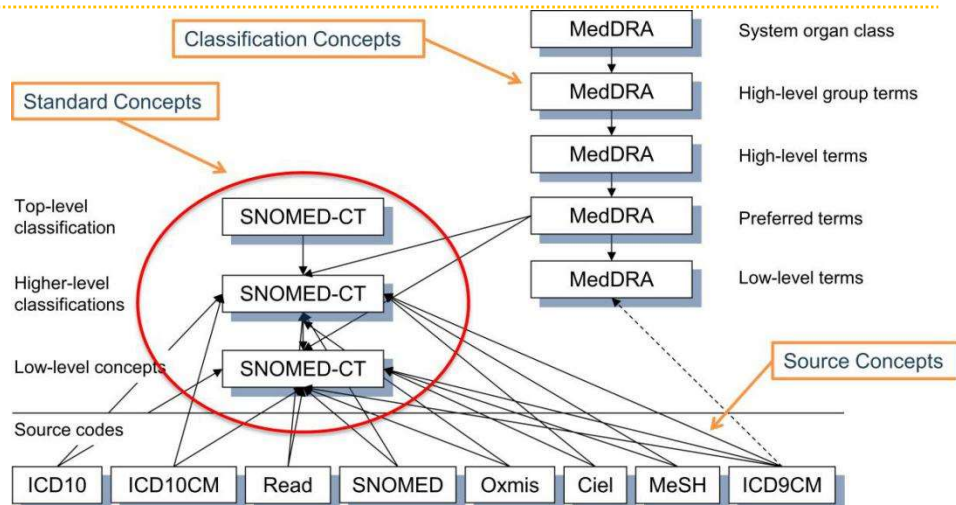 Classification Concepts
MedDRA
System organ class
Standard Concepts
MedDRA
High-level group terms
MedDRA
High-level terms
Top-level
classification
SNOMED-CT
MedDRA
Preferred terms
Higher-level
classifications
SNOMED-CT
MedDRA
Low-level terms
Low-level concepts
SNOMED-CT
Source Concepts
Source codes
ICD10
ICD10CM
Read
SNOMED
Oxmis
Ciel
MeSH
ICD9CM